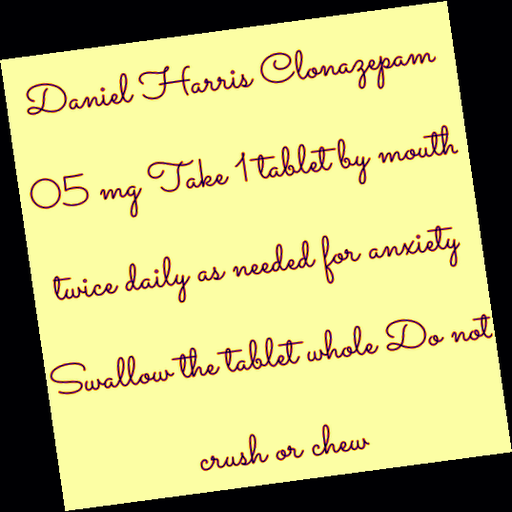 Daniel Harris Clonazepam
05 mg Take 1 tablet by mouth
twice daily as needed for anxiety
Swallow the tablet whole Do not
crush or chew